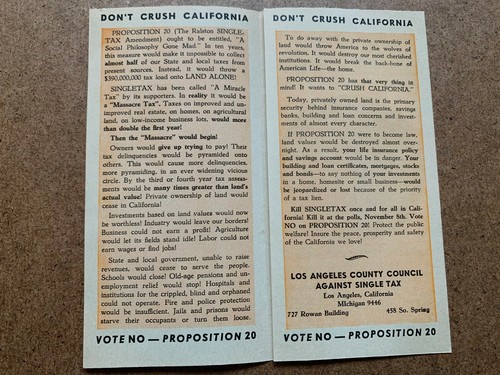 DON'T CRUSH CALIFORNIA
PROPOSITION 20 (The Ralston SINGLE-
TAX Amendment) ought to be entitled, "A
Social Philosophy Gone Mad." In ten years,
this measure would make it impossible to collect
almost half of our State and local taxes from
present sources. Instead, it would throw a
$390,000,000 tax load onto LAND ALONE!
SINGLETAX has been called "A Miracle
Tax" by its supporters. In reality it would be
a "Massacre Tax". Taxes on improved and un-
improved real estate, on homes, on agricultural
land, on low-income business lots, would more
than double the first year!
Then the "Massacre" would begin!
Owners would give up trying to pay! Their
tax delinquencies would be pyramided onto
others. This would cause more delinquencies,
more pyramiding, in an ever widening vicious
circle. By the third or fourth year tax assess-
ments would be many times greater than land's
actual value! Private ownership of land would
cease in California!
Investments based on land values would now
be worthless! Industry would leave our borders!
Business could not earn a profit! Agriculture
would let its fields stand idle! Labor could not
earn wages or find jobs!
State and local government, unable to raise
revenues, would cease to serve the people.
Schools would close! Old-age pensions and un-
employment relief would stop! Hospitals and
institutions for the crippled, blind and orphaned
could not operate. Fire and police protection
would be insufficient. Jails and prisons would
starve their occupants or turn them loose.
VOTE NO — PROPOSITION 20
DON'T CRUSH CALIFORNIA
To do away with the private ownership of
land would throw America to the wolves of
revolution. It would destroy our most cherished
institutions. It would break the back-bone of
American Life—the home.
PROPOSITION 20 has that very thing in
mind! It wants to "CRUSH CALIFORNIA."
Today, privately owned land is the primary
security behind insurance companies, savings
banks, building and loan concerns and invest-
ments of almost every character.
If PROPOSITION 20 were to become law,
land values would be destroyed almost over-
night. As a result, your life insurance policy
and savings account would be in danger. Your
building and loan certificates, mortgages, stocks
and bonds—to say nothing of your investments
in a home, homesite or small business—would
be jeopardized or lost because of the priority
of a tax lien.
Kill SINGLETAX once and for all in Cali-
fornia! Kill it at the polls, November 8th. Vote
NO on PROPOSITION 20! Protect the public
welfare! Insure the peace, prosperity and safety
of the California we love!
LOS ANGELES COUNTY COUNCIL
AGAINST SINGLE TAX
Los Angeles, California
MIchigan 9446
727 Rowan Building 458 So. Spring
VOTE NO — PROPOSITION 20